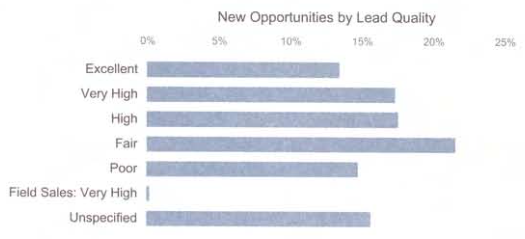 New Opportunities by Lead Quality
0% 5% 10% 15% 20% 25%
Excellent
Very High
High
Fair
Poor
Field Sales: Very High
Unspecified